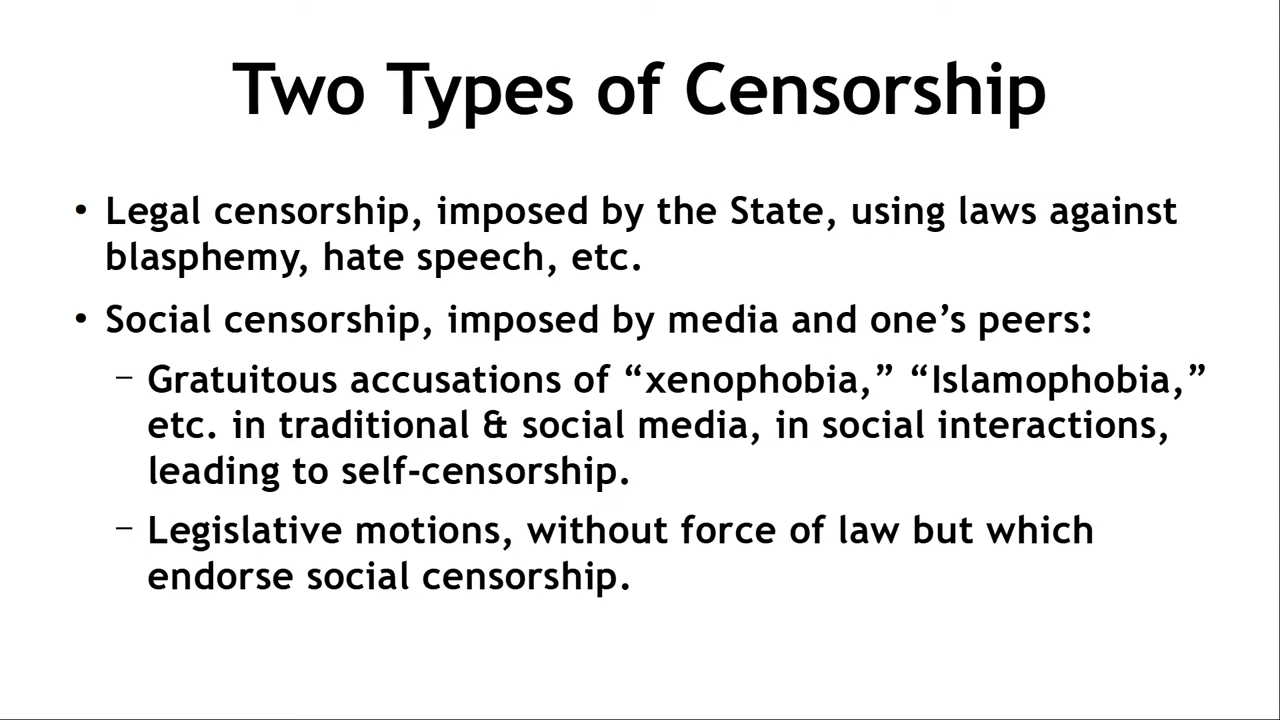 Two Types of Censorship
• Legal censorship, imposed by the State, using laws against
blasphemy, hate speech, etc.
• Social censorship, imposed by media and one’s peers:
– Gratuitous accusations of “xenophobia,” “Islamophobia,”
etc. in traditional & social media, in social interactions,
leading to self-censorship.
– Legislative motions, without force of law but which
endorse social censorship.